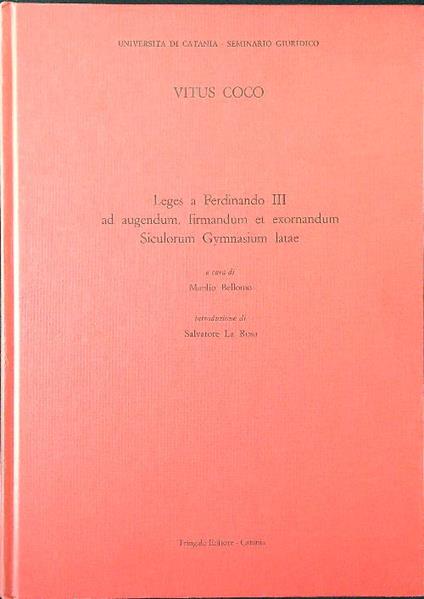 UNIVERSITA DI CATANIA - SEMINARIO GIURIDICO
VITUS COCO
Leges a Ferdinando III
ad augendum, firmandum et exornandum
Siculorum Gymnasium latae
a cura di
Manlio Bellomo
introduzione di
Salvatore La Rosa
Tringale Editore - Catania